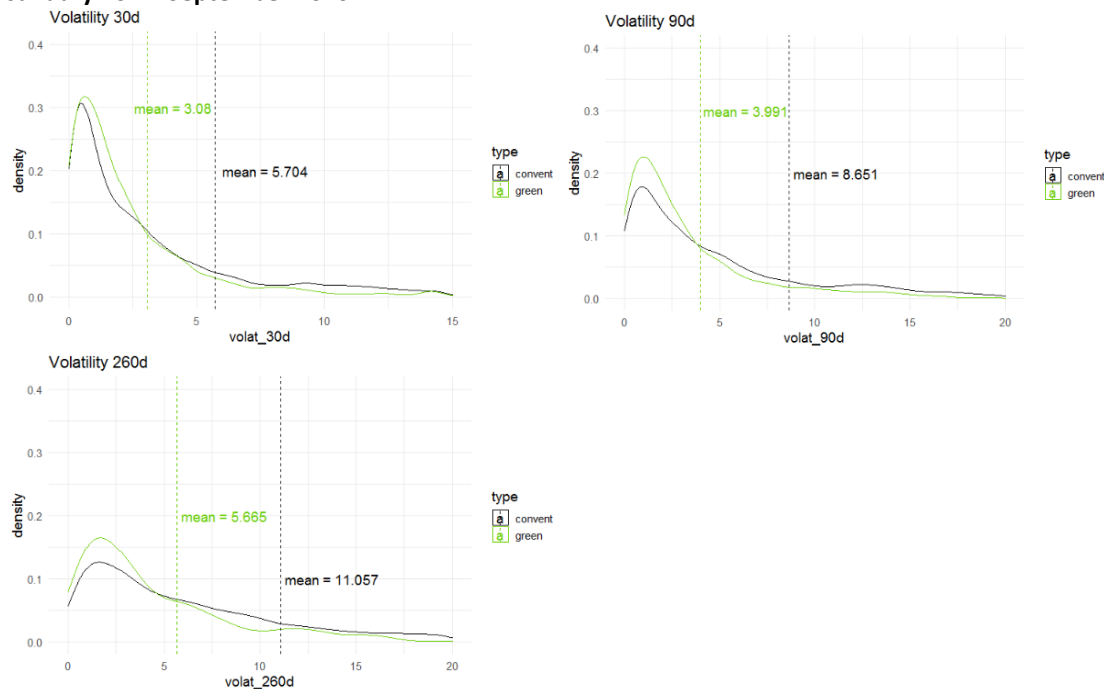 Volatility 30d
0.4
0.3
0.2
0.1
0.0
density
mean = 3.08
mean = 5.704
0 5 10 15
volat_30d
type
a convent
a green
Volatility 90d
0.4
0.3
0.2
0.1
0.0
density
mean = 3.991
mean = 8.651
0 5 10 15 20
volat_90d
type
a convent
a green
Volatility 260d
0.4
0.3
0.2
0.1
0.0
density
mean = 5.665
mean = 11.057
0 5 10 15 20
volat_260d
type
a convent
a green